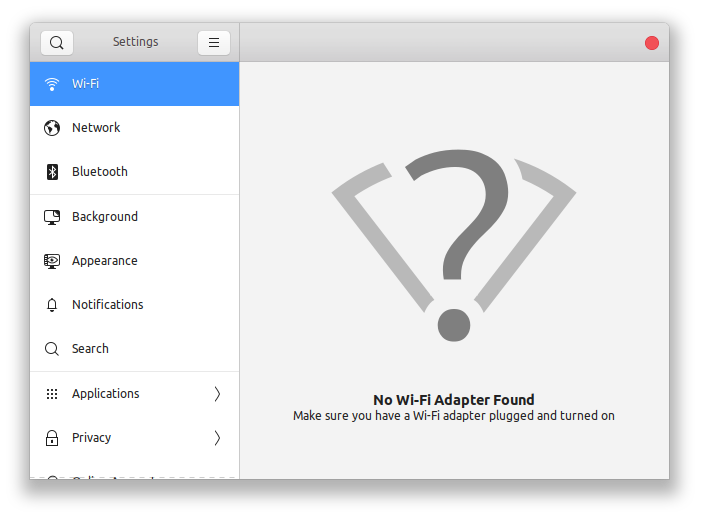 Settings
Wi-Fi
Network
Bluetooth
Background
Appearance
Notifications
Search
Applications
Privacy
No Wi-Fi Adapter Found
Make sure you have a Wi-Fi adapter plugged and turned on